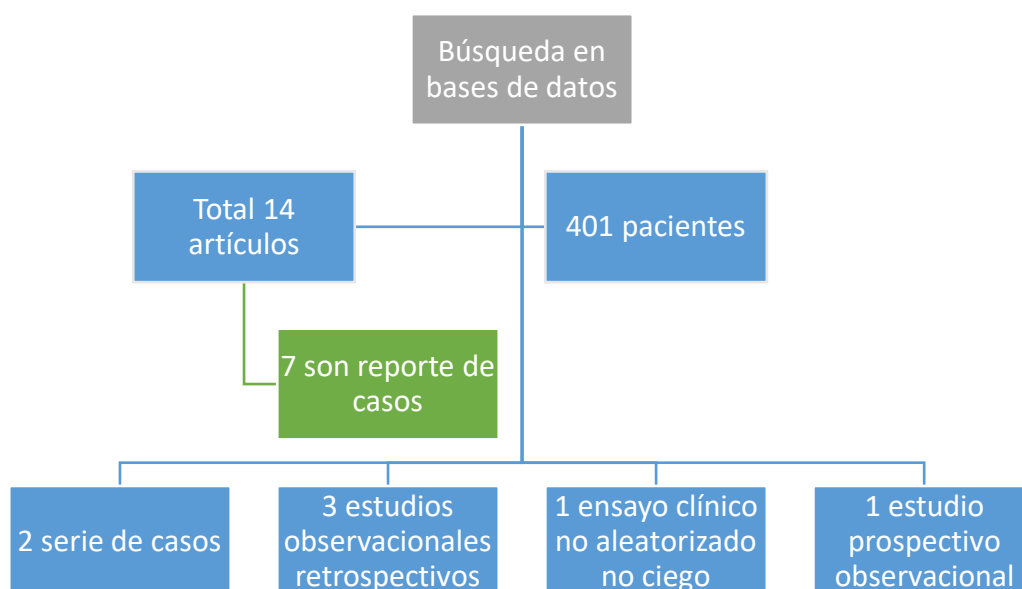 Búsqueda en
bases de datos
Total 14
artículos
401 pacientes
7 son reporte de
casos
2 serie de casos
3 estudios
observacionales
retrospectivos
1 ensayo clínico
no aleatorizado
no ciego
1 estudio
prospectivo
observacional